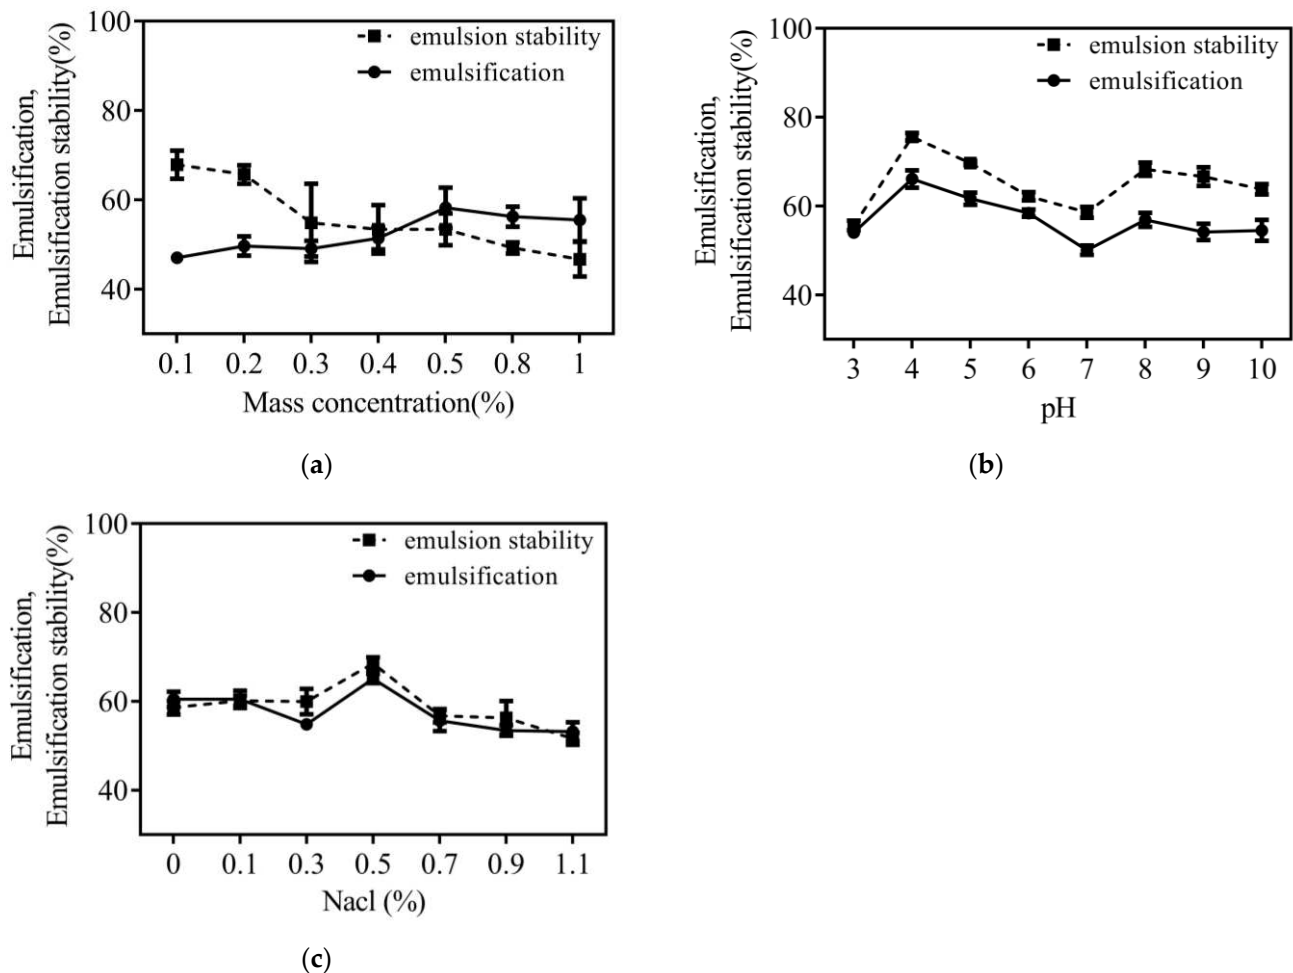 Emulsification,
Emulsification stability(%)
100
80
60
40
emulsion stability
emulsification
0.1 0.2 0.3 0.4 0.5 0.8 1
Mass concentration(%)
(a)
Emulsification,
Emulsification stability(%)
100
80
60
40
emulsion stability
emulsification
3 4 5 6 7 8 9 10
pH
(b)
Emulsification,
Emulsification stability(%)
100
80
60
40
emulsion stability
emulsification
0 0.1 0.3 0.5 0.7 0.9 1.1
Nacl (%)
(c)